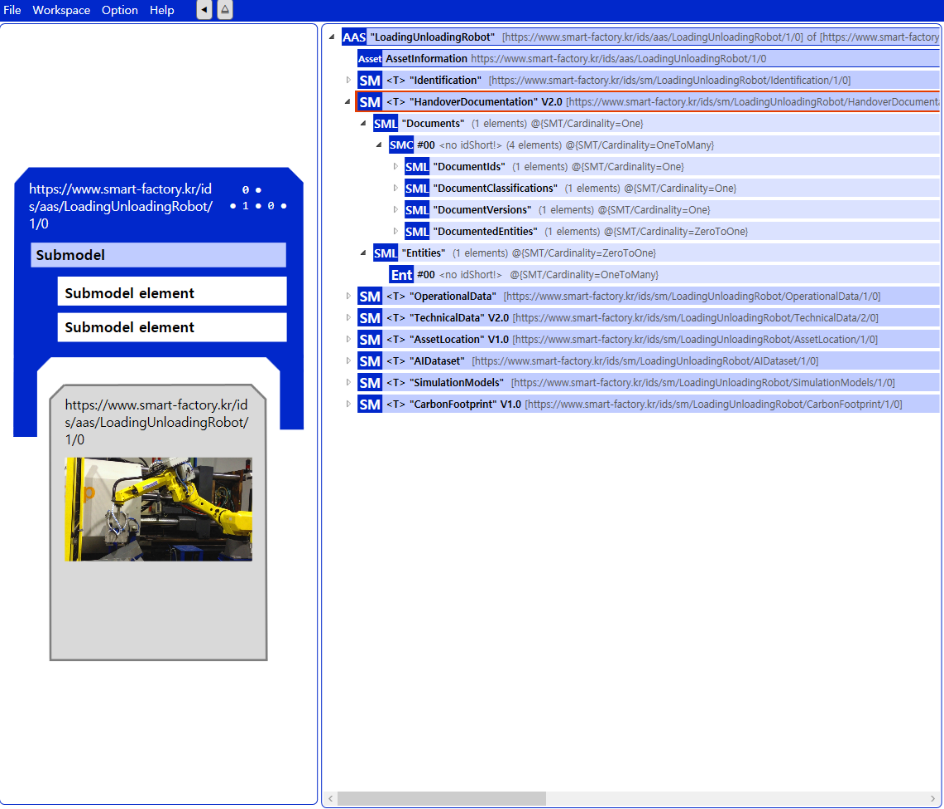 File Workspace Option Help
https://www.smart-factory.kr/id
s/aas/LoadingUnloadingRobot/
1/0
0
1 0
Submodel
Submodel element
Submodel element
https://www.smart-factory.kr/id
s/aas/LoadingUnloadingRobot/
1/0
AAS "LoadingUnloadingRobot" [https://www.smart-factory.kr/ids/aas/LoadingUnloadingRobot/1/0] of [https://www.smart-factory
Asset AssetInformation https://www.smart-factory.kr/ids/aas/LoadingUnloadingRobot/1/0
SM <T> "Identification" [https://www.smart-factory.kr/ids/sm/LoadingUnloadingRobot/Identification/1/0]
SM <T> "HandoverDocumentation" V2.0 [https://www.smart-factory.kr/ids/sm/LoadingUnloadingRobot/HandoverDocumenta
SML "Documents" (1 elements) @{SMT/Cardinality=One}
SMC #00 <no idShort!> (4 elements) @{SMT/Cardinality=OneToMany}
SML "DocumentIds" (1 elements) @{SMT/Cardinality=One}
SML "DocumentClassifications" (1 elements) @{SMT/Cardinality=One}
SML "DocumentVersions" (1 elements) @{SMT/Cardinality=One}
SML "DocumentedEntities" (1 elements) @{SMT/Cardinality=ZeroToOne}
SML "Entities" (1 elements) @{SMT/Cardinality=ZeroToOne}
Ent #00 <no idShort!> @{SMT/Cardinality=OneToMany}
SM <T> "OperationalData" [https://www.smart-factory.kr/ids/sm/LoadingUnloadingRobot/OperationalData/1/0]
SM <T> "TechnicalData" V2.0 [https://www.smart-factory.kr/ids/sm/LoadingUnloadingRobot/TechnicalData/2/0]
SM <T> "AssetLocation" V1.0 [https://www.smart-factory.kr/ids/sm/LoadingUnloadingRobot/AssetLocation/1/0]
SM <T> "AIDataset" [https://www.smart-factory.kr/ids/sm/LoadingUnloadingRobot/AIDataset/1/0]
SM <T> "SimulationModels" [https://www.smart-factory.kr/ids/sm/LoadingUnloadingRobot/SimulationModels/1/0]
SM <T> "CarbonFootprint" V1.0 [https://www.smart-factory.kr/ids/sm/LoadingUnloadingRobot/CarbonFootprint/1/0]